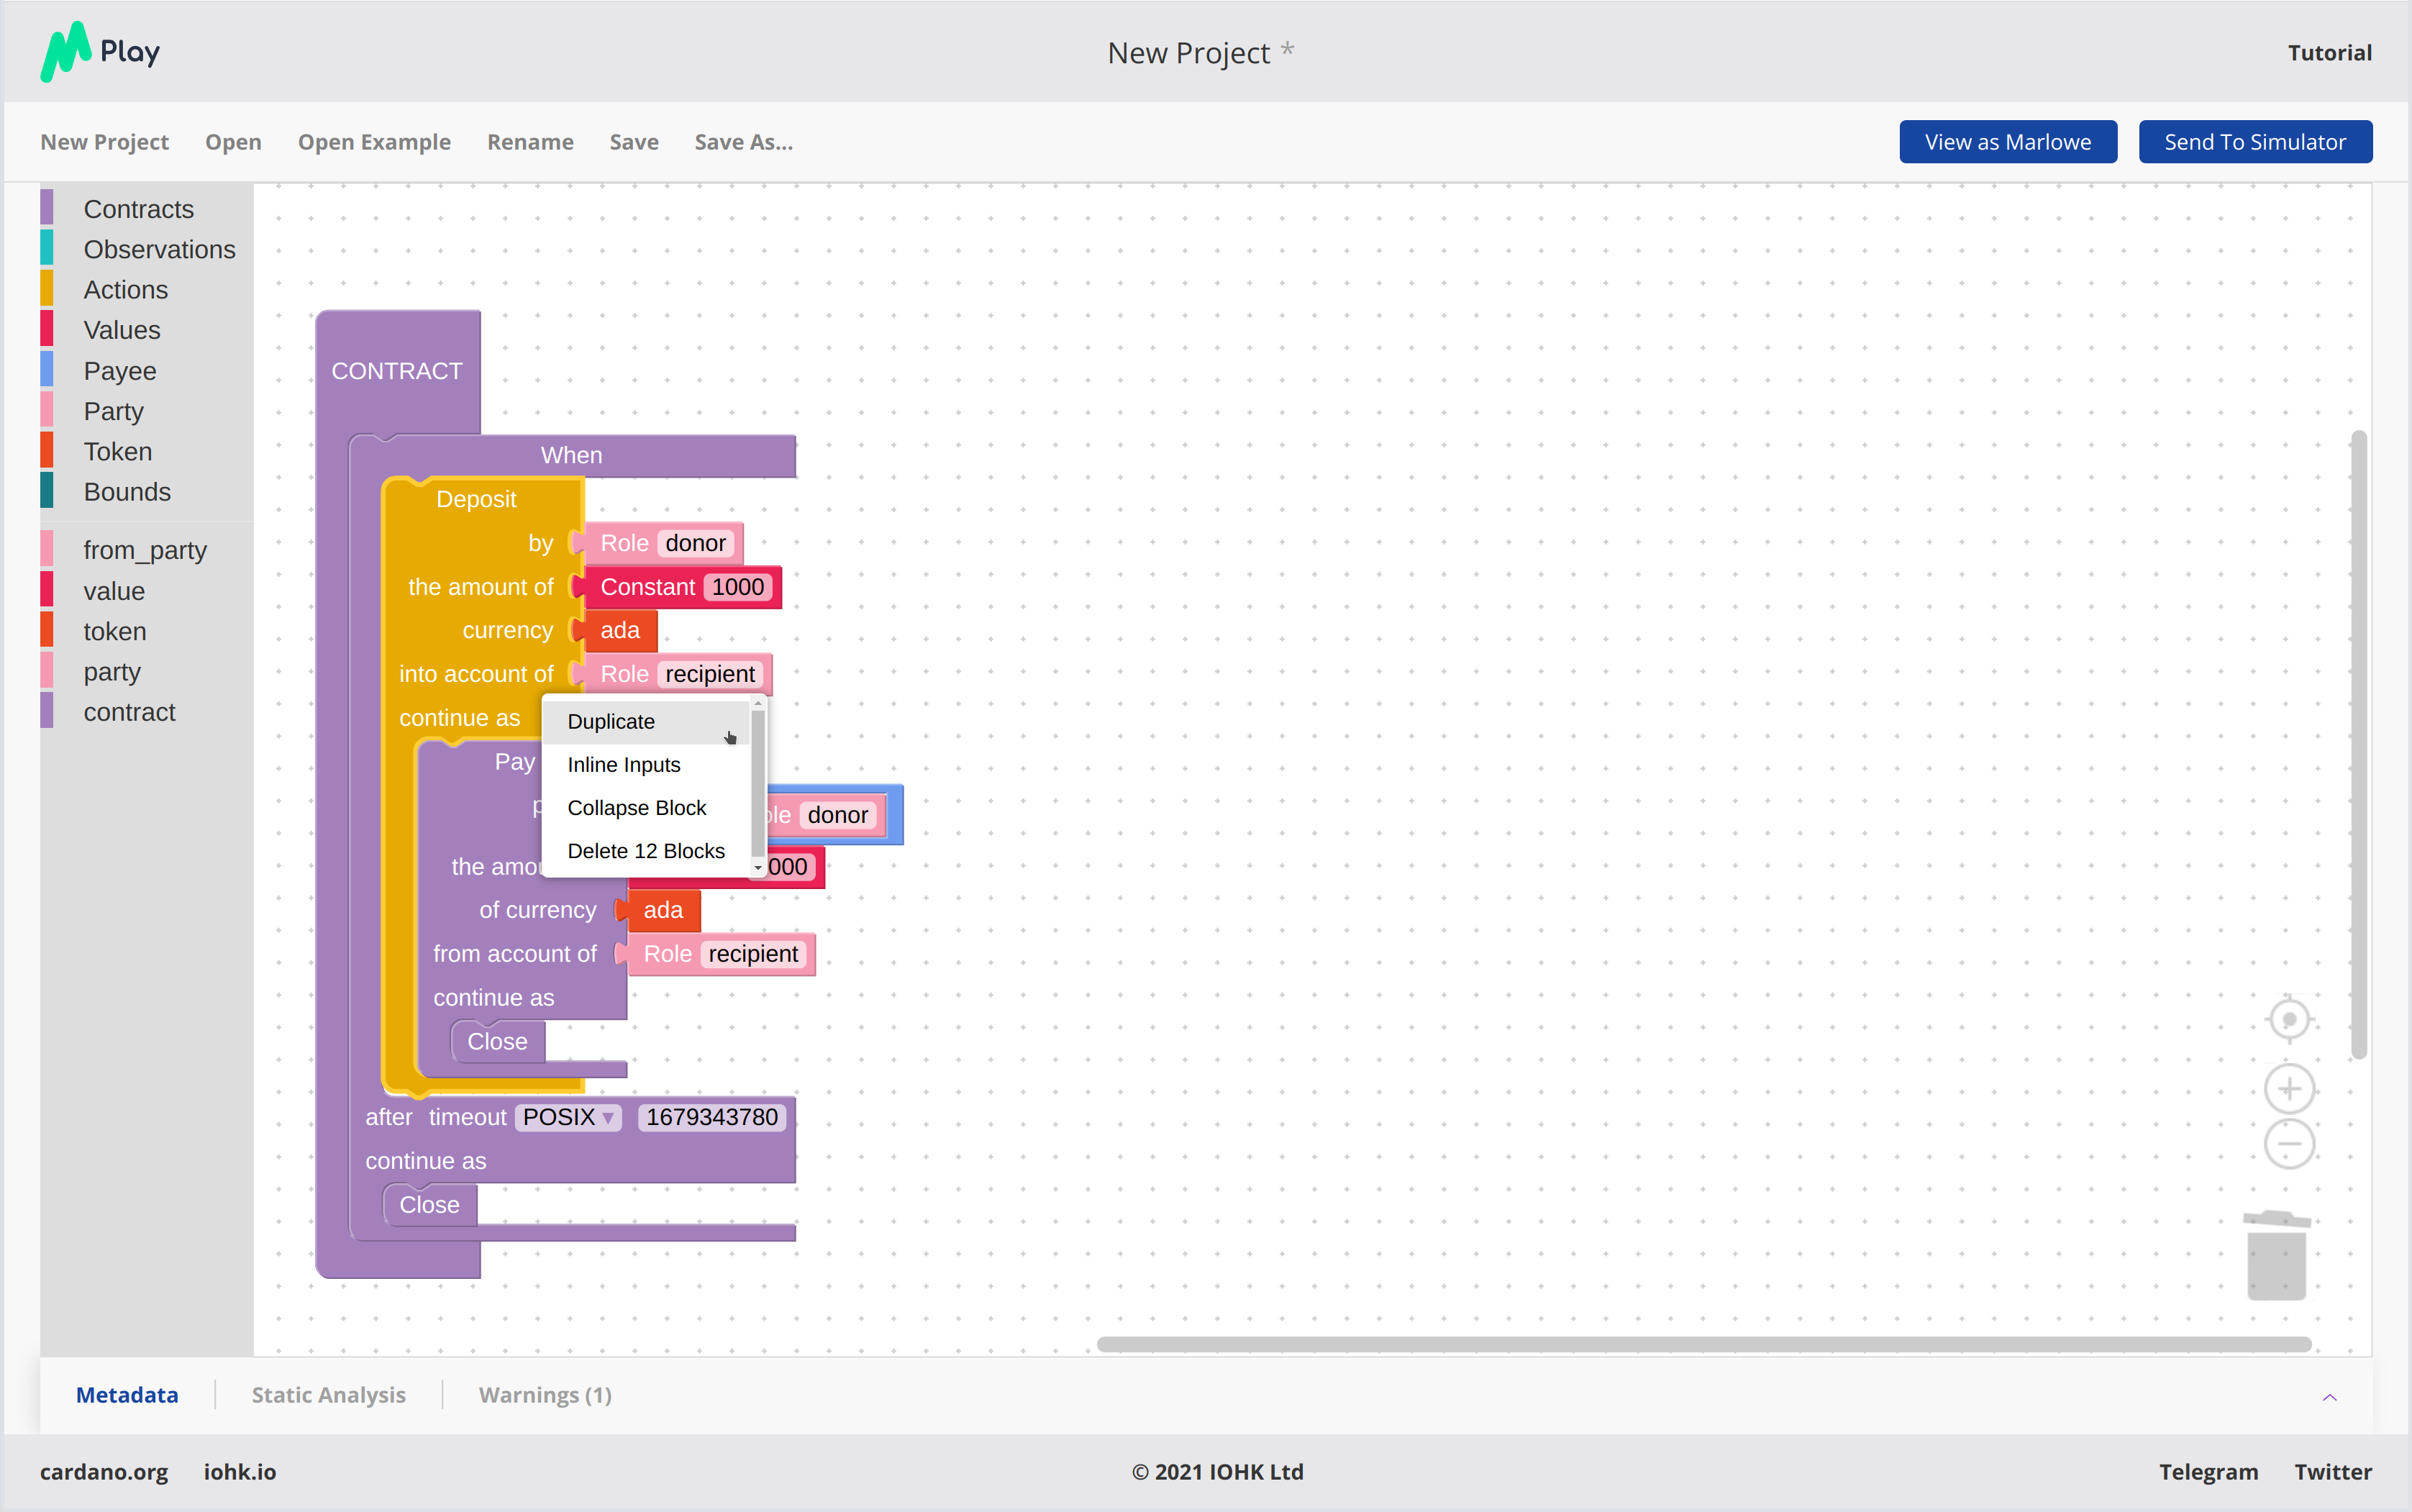 Play
New Project *
Tutorial
New Project Open Open Example Rename Save Save As...
View as Marlowe Send To Simulator
Contracts
Observations
Actions
Values
Payee
Party
Token
Bounds
from_party
value
token
party
contract
CONTRACT
When
Deposit
by Role donor
the amount of Constant 1000
currency ada
into account of Role recipient
continue as
Duplicate
Inline Inputs
Collapse Block
Delete 12 Blocks
Pay
donor
the
of currency ada
from account of Role recipient
continue as
Close
after timeout POSIX 1679343780
continue as
Close
Metadata Static Analysis Warnings (1)
cardano.org iohk.io
© 2021 IOHK Ltd
Telegram Twitter